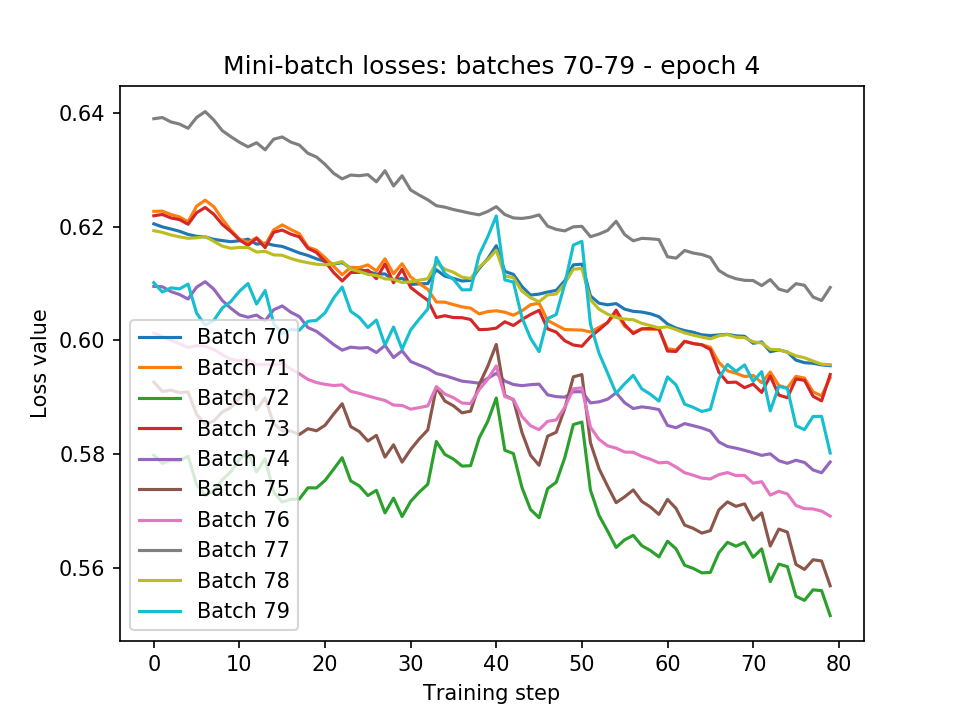 Mini-batch losses: batches 70-79 - epoch 4
Loss value
0.64
0.62
0.60
0.58
0.56
Batch 70
Batch 71
Batch 72
Batch 73
Batch 74
Batch 75
Batch 76
Batch 77
Batch 78
Batch 79
0 10 20 30 40 50 60 70 80
Training step